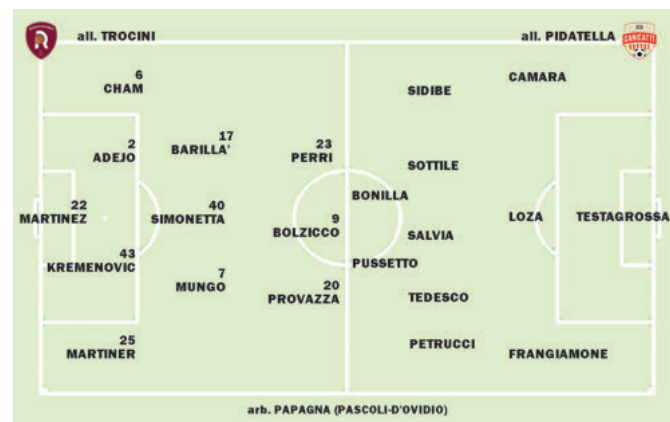 all. TROCINI
all. PIDATELLA
CANICATTI
6
CHAM
CAMARA
SIDIBE
2
ADEJO
17
BARILLA'
23
PERRI
SOTTILE
BONILLA
22
MARTINEZ
40
SIMONETTA
9
BOLZICCO
SALVIA
LOZA
TESTAGROSSA
43
KREMENOVIC
PUSSETTO
7
MUNGO
20
PROVAZZA
TEDESCO
25
MARTINER
PETRUCCI
FRANGIAMONE
arb. PAPAGNA (PASCOLI-D'OVIDIO)